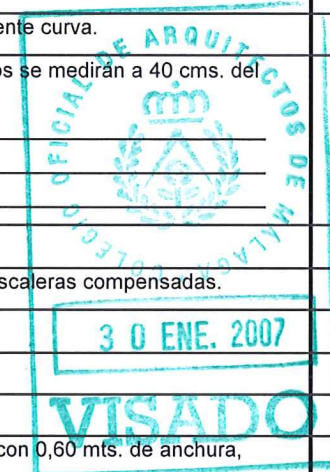 ente curva.
os se medirán a 40 cms. del
COLEGIO OFICIAL DE ARQUITECTOS DE MÁLAGA
scaleras compensadas.
3 0 ENE. 2007
VISADO
con 0,60 mts. de anchura,